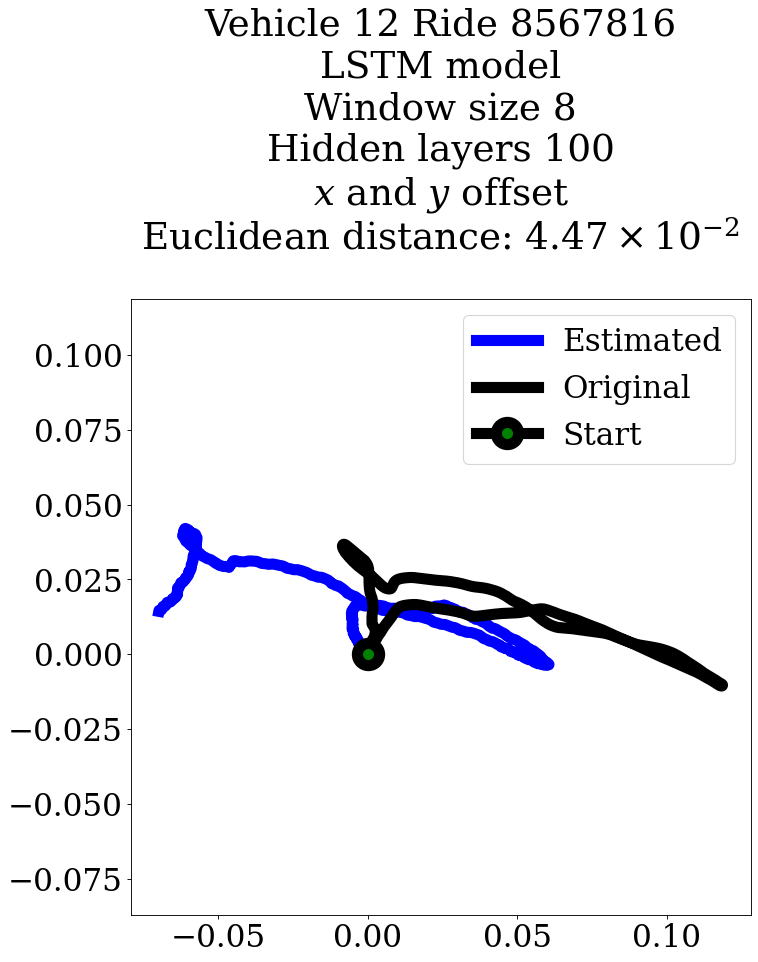 Vehicle 12 Ride 8567816
LSTM model
Window size 8
Hidden layers 100
x and y offset
Euclidean distance: 4.47 × 10⁻²
Estimated
Original
Start
0.100
0.075
0.050
0.025
0.000
−0.025
−0.050
−0.075
−0.05 0.00 0.05 0.10